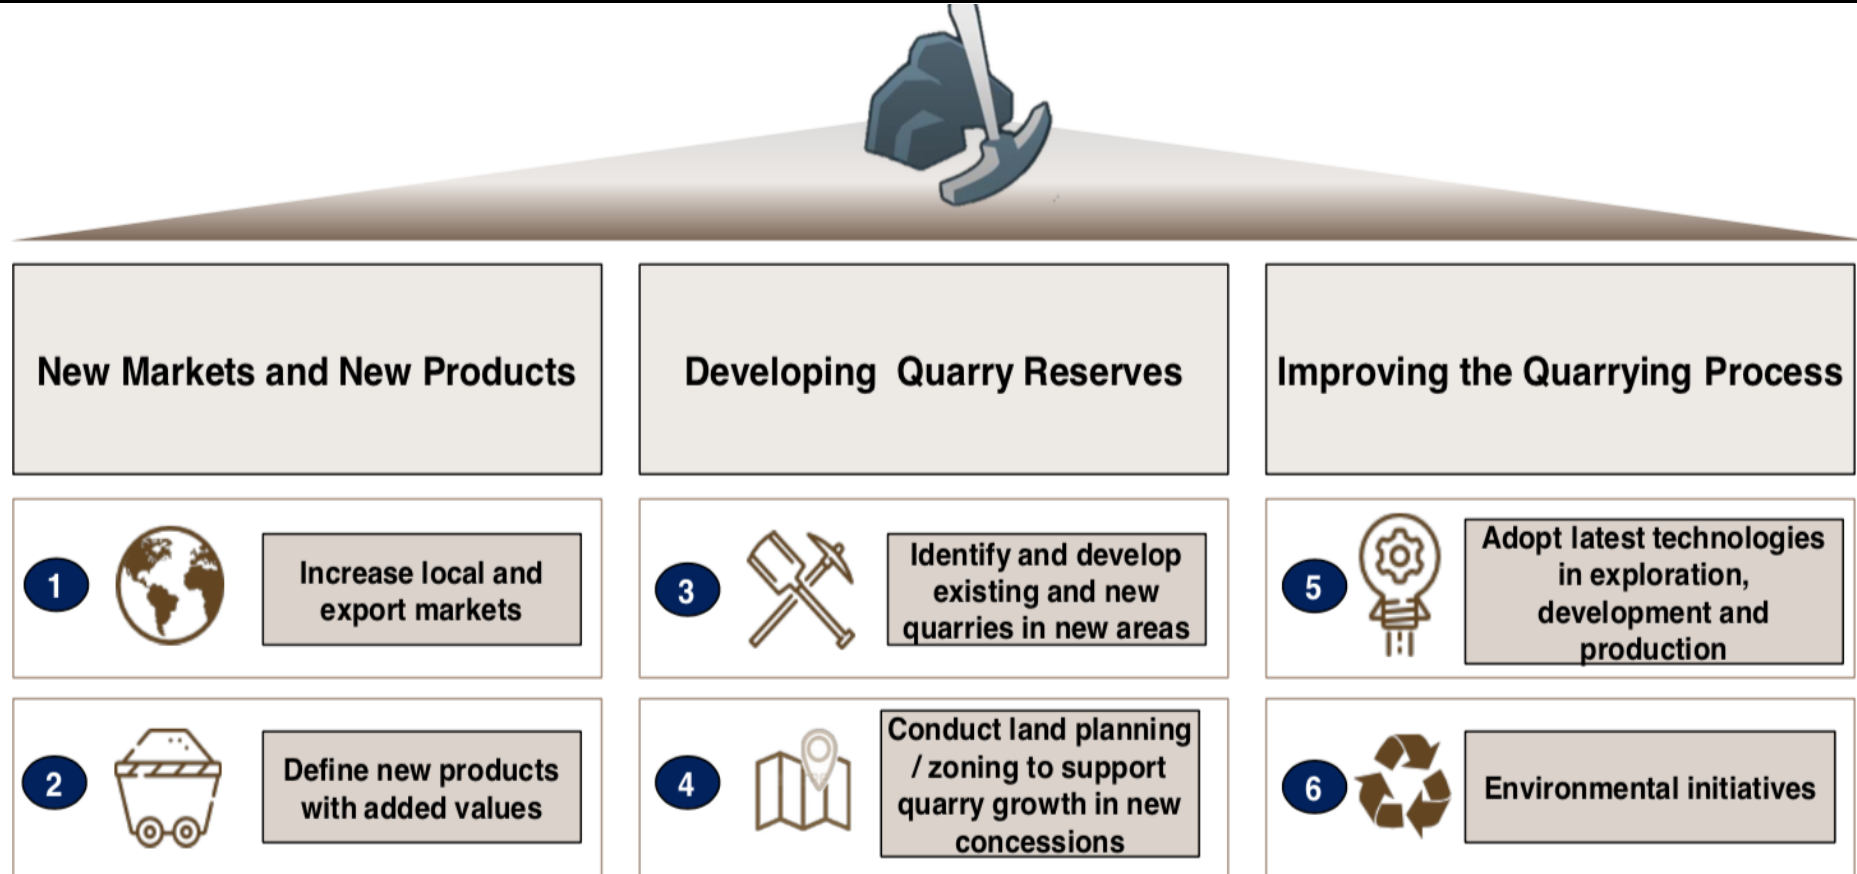 New Markets and New Products
Developing Quarry Reserves
Improving the Quarrying Process
1
Increase local and
export markets
2
Define new products
with added values
3
Identify and develop
existing and new
quarries in new areas
4
Conduct land planning
/ zoning to support
quarry growth in new
concessions
5
Adopt latest technologies
in exploration,
development and
production
6
Environmental initiatives